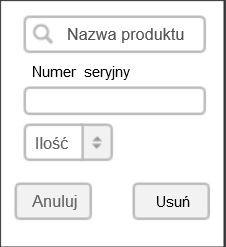 Nazwa produktu
Numer seryjny
Ilość
Anuluj Usuń